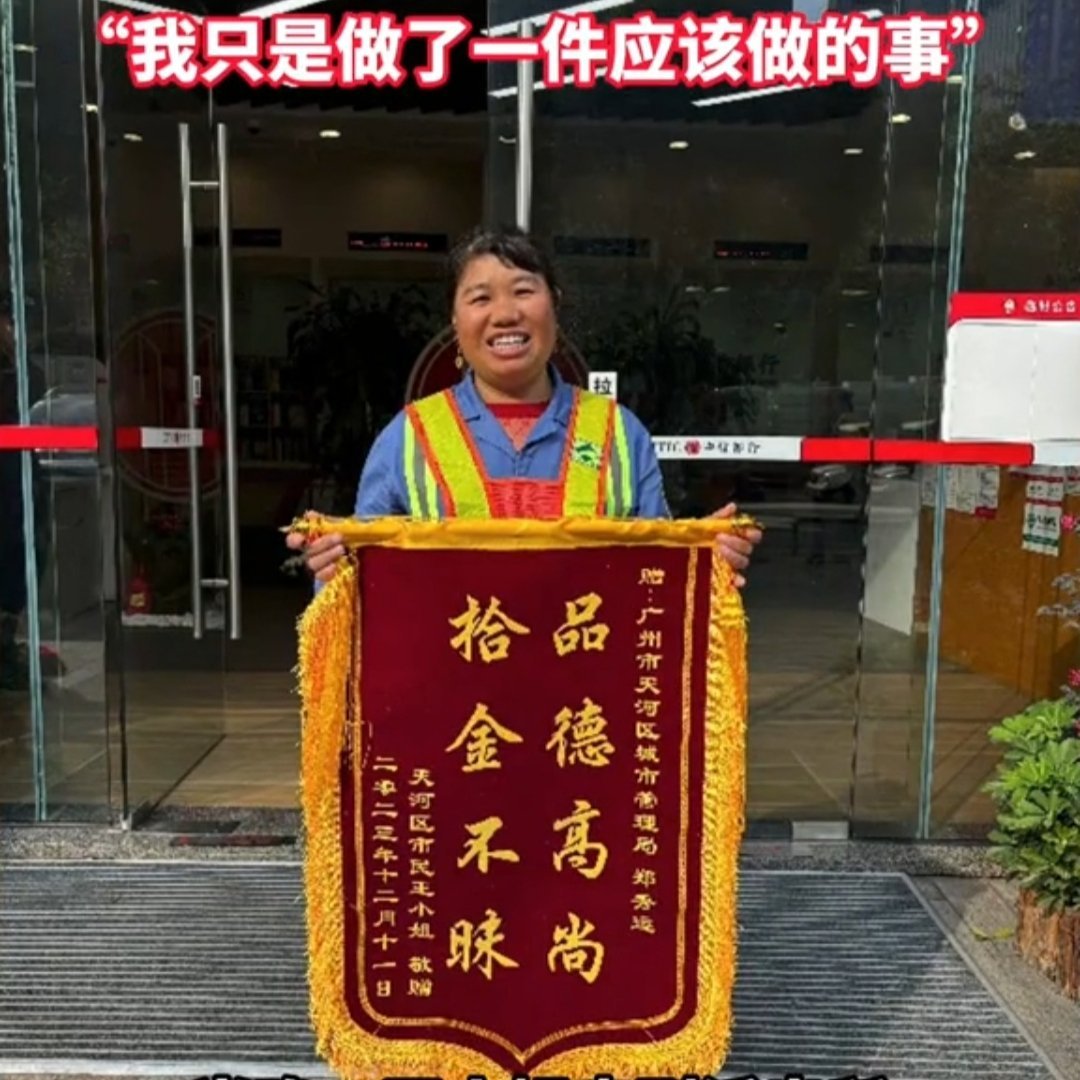 “我只是做了一件应该做的事”
拉
赠：广州市天河区城市管理局 郑秀运
品德高尚
拾金不昧
天河区市民王小姐 敬赠
二零二三年十二月十一日